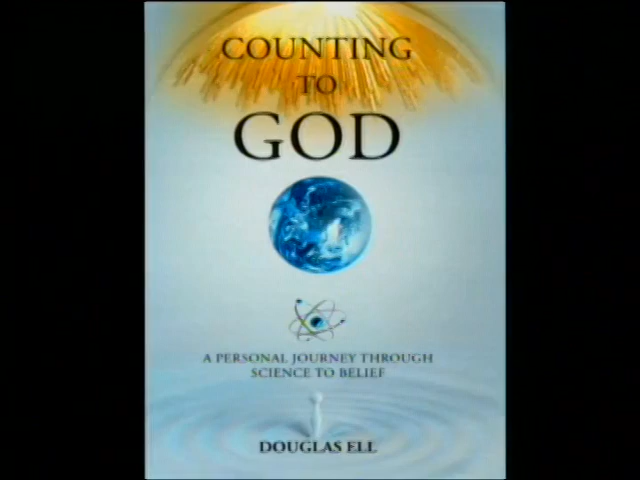 COUNTING
TO
GOD
A PERSONAL JOURNEY THROUGH
SCIENCE TO BELIEF
DOUGLAS ELL